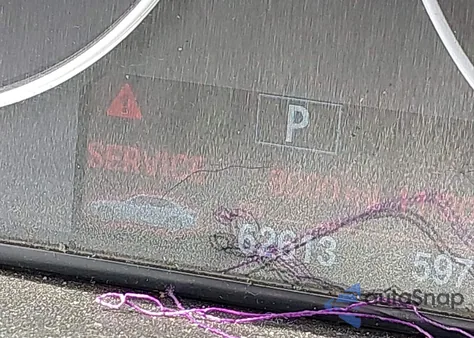 P
SERVICE
62613
597
autoSnap